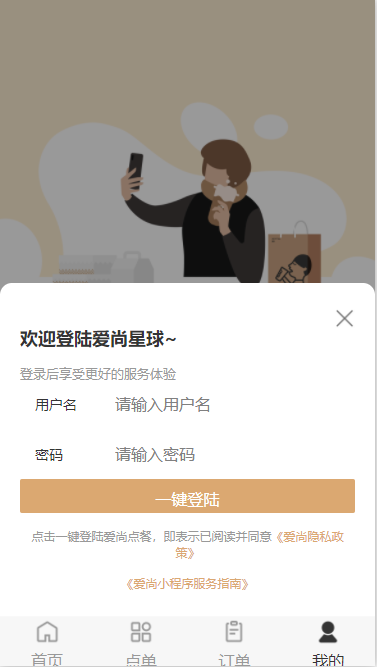 欢迎登陆爱尚星球~
登录后享受更好的服务体验
用户名 请输入用户名
密码 请输入密码
一键登陆
点击一键登陆爱尚点餐，即表示已阅读并同意《爱尚隐私政
策》
《爱尚小程序服务指南》
首页 点单 订单 我的